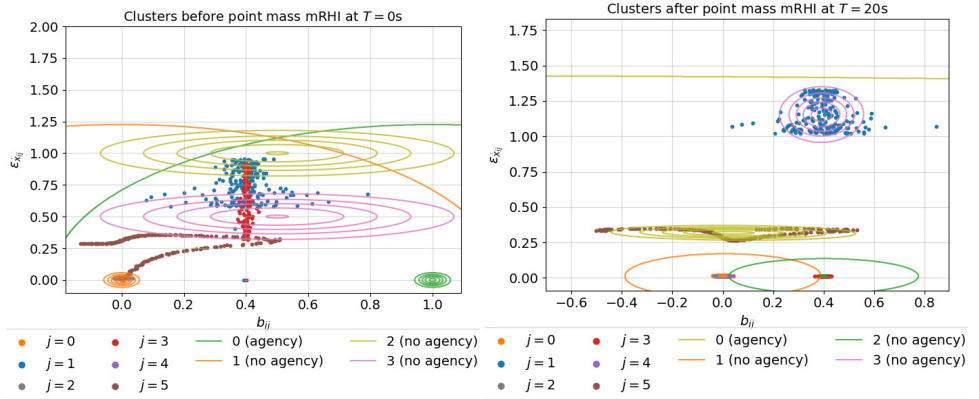 Clusters before point mass mRHI at T = 0s
2.00
1.75
1.50
1.25
1.00
0.75
0.50
0.25
0.00
ε_ẋij
0.0 0.2 0.4 0.6 0.8 1.0
b_ij
j = 0 j = 3 0 (agency) 2 (no agency)
j = 1 j = 4 1 (no agency) 3 (no agency)
j = 2 j = 5
Clusters after point mass mRHI at T = 20s
1.75
1.50
1.25
1.00
0.75
0.50
0.25
0.00
ε_ẋij
−0.6 −0.4 −0.2 0.0 0.2 0.4 0.6 0.8
b_ij
j = 0 j = 3 0 (agency) 2 (no agency)
j = 1 j = 4 1 (no agency) 3 (no agency)
j = 2 j = 5